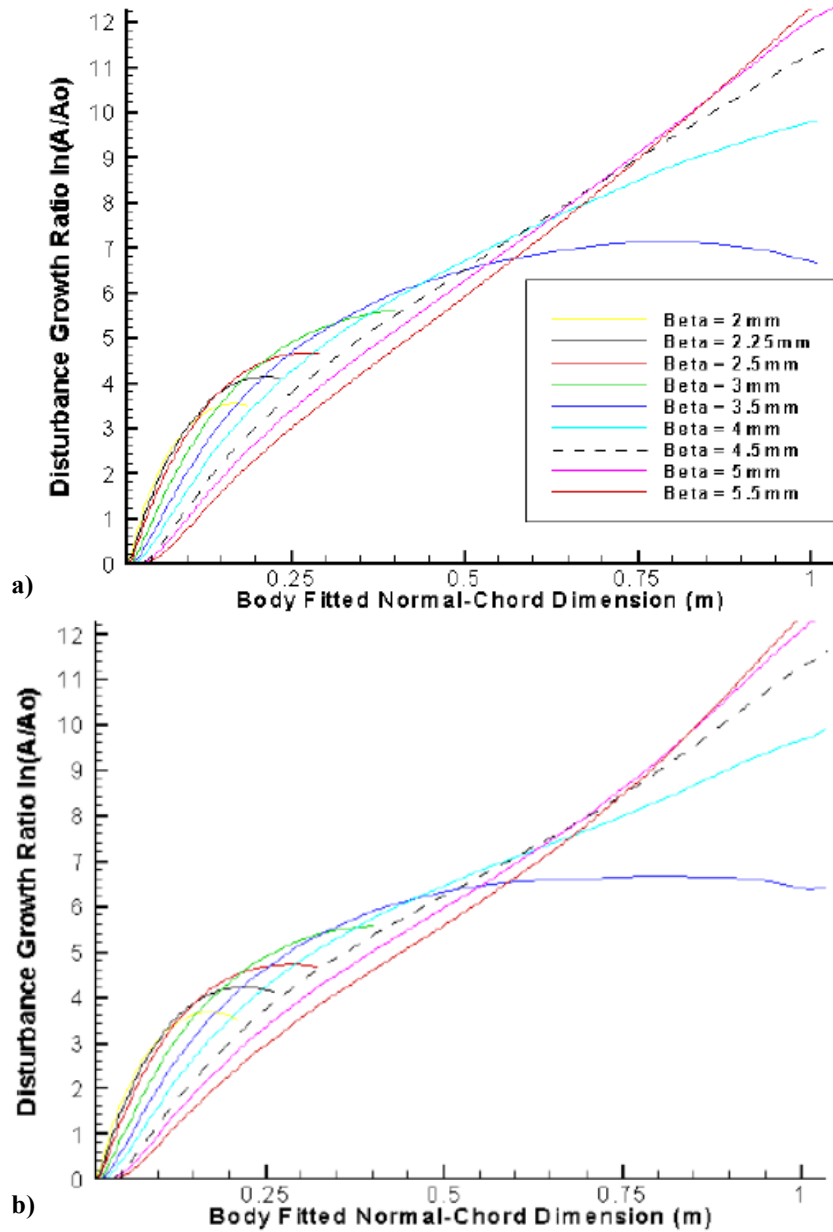 12
11
10
9
8
7
6
5
4
3
2
1
0
Disturbance Growth Ratio ln(A/Ao)
Beta = 2mm
Beta = 2.25mm
Beta = 2.5mm
Beta = 3mm
Beta = 3.5mm
Beta = 4mm
Beta = 4.5mm
Beta = 5mm
Beta = 5.5mm
0.25 0.5 0.75 1
a)
Body Fitted Normal-Chord Dimension (m)
12
11
10
9
8
7
6
5
4
3
2
1
0
Disturbance Growth Ratio ln(A/Ao)
0.25 0.5 0.75 1
b)
Body Fitted Normal-Chord Dimension (m)